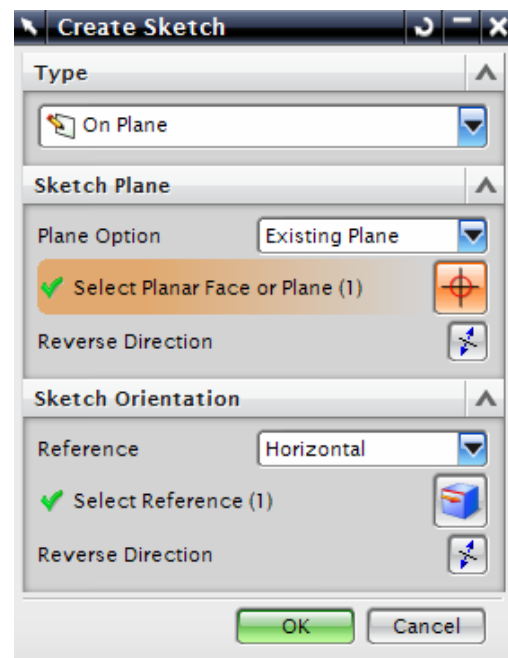 Create Sketch
Type
On Plane
Sketch Plane
Plane Option Existing Plane
Select Planar Face or Plane (1)
Reverse Direction
Sketch Orientation
Reference Horizontal
Select Reference (1)
Reverse Direction
OK Cancel